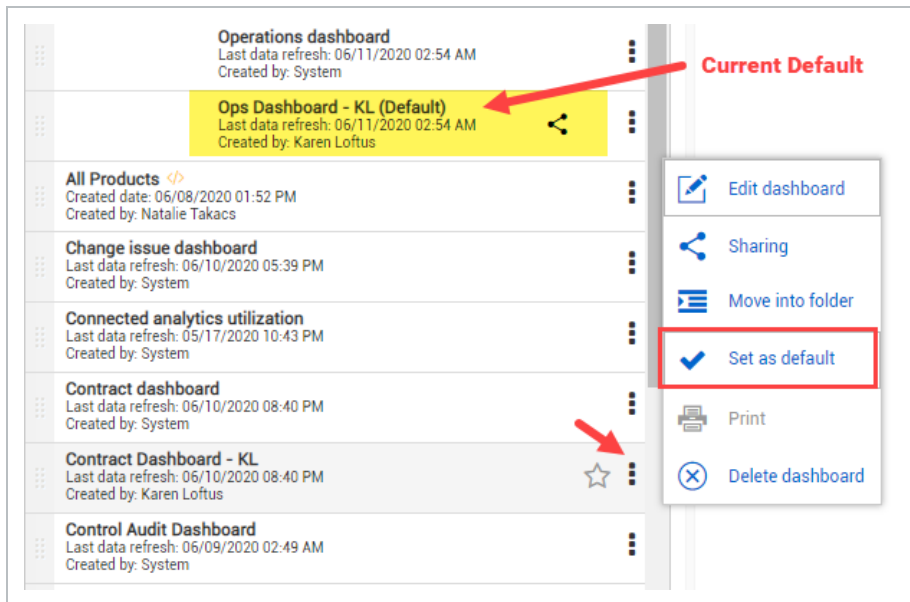 Operations dashboard
Last data refresh: 06/11/2020 02:54 AM
Created by: System
Current Default
Ops Dashboard - KL (Default)
Last data refresh: 06/11/2020 02:54 AM
Created by: Karen Loftus
All Products </>
Created date: 06/08/2020 01:52 PM
Created by: Natalie Takacs
Change issue dashboard
Last data refresh: 06/10/2020 05:39 PM
Created by: System
Connected analytics utilization
Last data refresh: 05/17/2020 10:43 PM
Created by: System
Contract dashboard
Last data refresh: 06/10/2020 08:40 PM
Created by: System
Contract Dashboard - KL
Last data refresh: 06/10/2020 08:40 PM
Created by: Karen Loftus
Control Audit Dashboard
Last data refresh: 06/09/2020 02:49 AM
Created by: System
Edit dashboard
Sharing
Move into folder
Set as default
Print
Delete dashboard